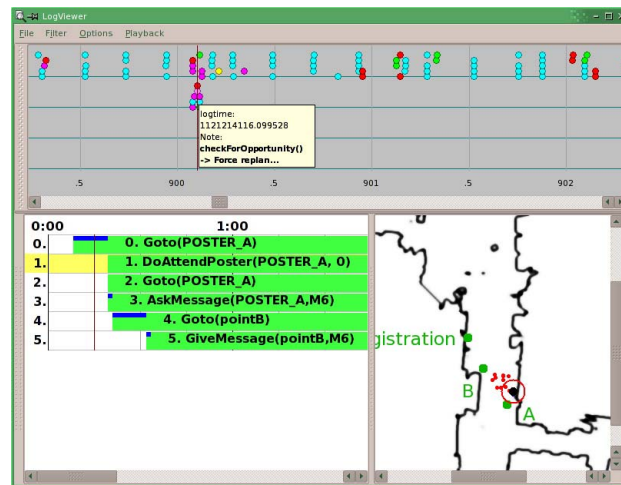 LogViewer
File Filter Options Playback
logtime:
1121214116.099528
Note:
checkForOpportunity()
-> Force replan...
.5 900 .5 901 .5 902
0:00 1:00
0. 0. Goto(POSTER_A)
1. 1. DoAttendPoster(POSTER_A, 0)
2. 2. Goto(POSTER_A)
3. 3. AskMessage(POSTER_A,M6)
4. 4. Goto(pointB)
5. 5. GiveMessage(pointB,M6)
gistration
B
A